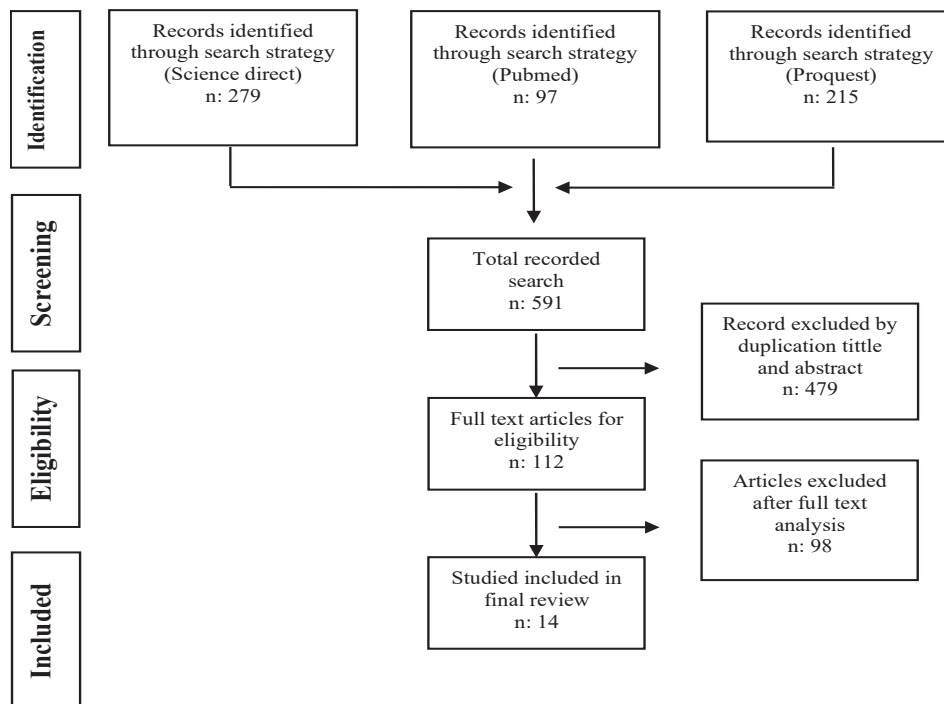 Identification
Records identified
through search strategy
(Science direct)
n: 279
Records identified
through search strategy
(Pubmed)
n: 97
Records identified
through search strategy
(Proquest)
n: 215
Screening
Total recorded
search
n: 591
Record excluded by
duplication tittle
and abstract
n: 479
Eligibility
Full text articles for
eligibility
n: 112
Articles excluded
after full text
analysis
n: 98
Included
Studied included in
final review
n: 14